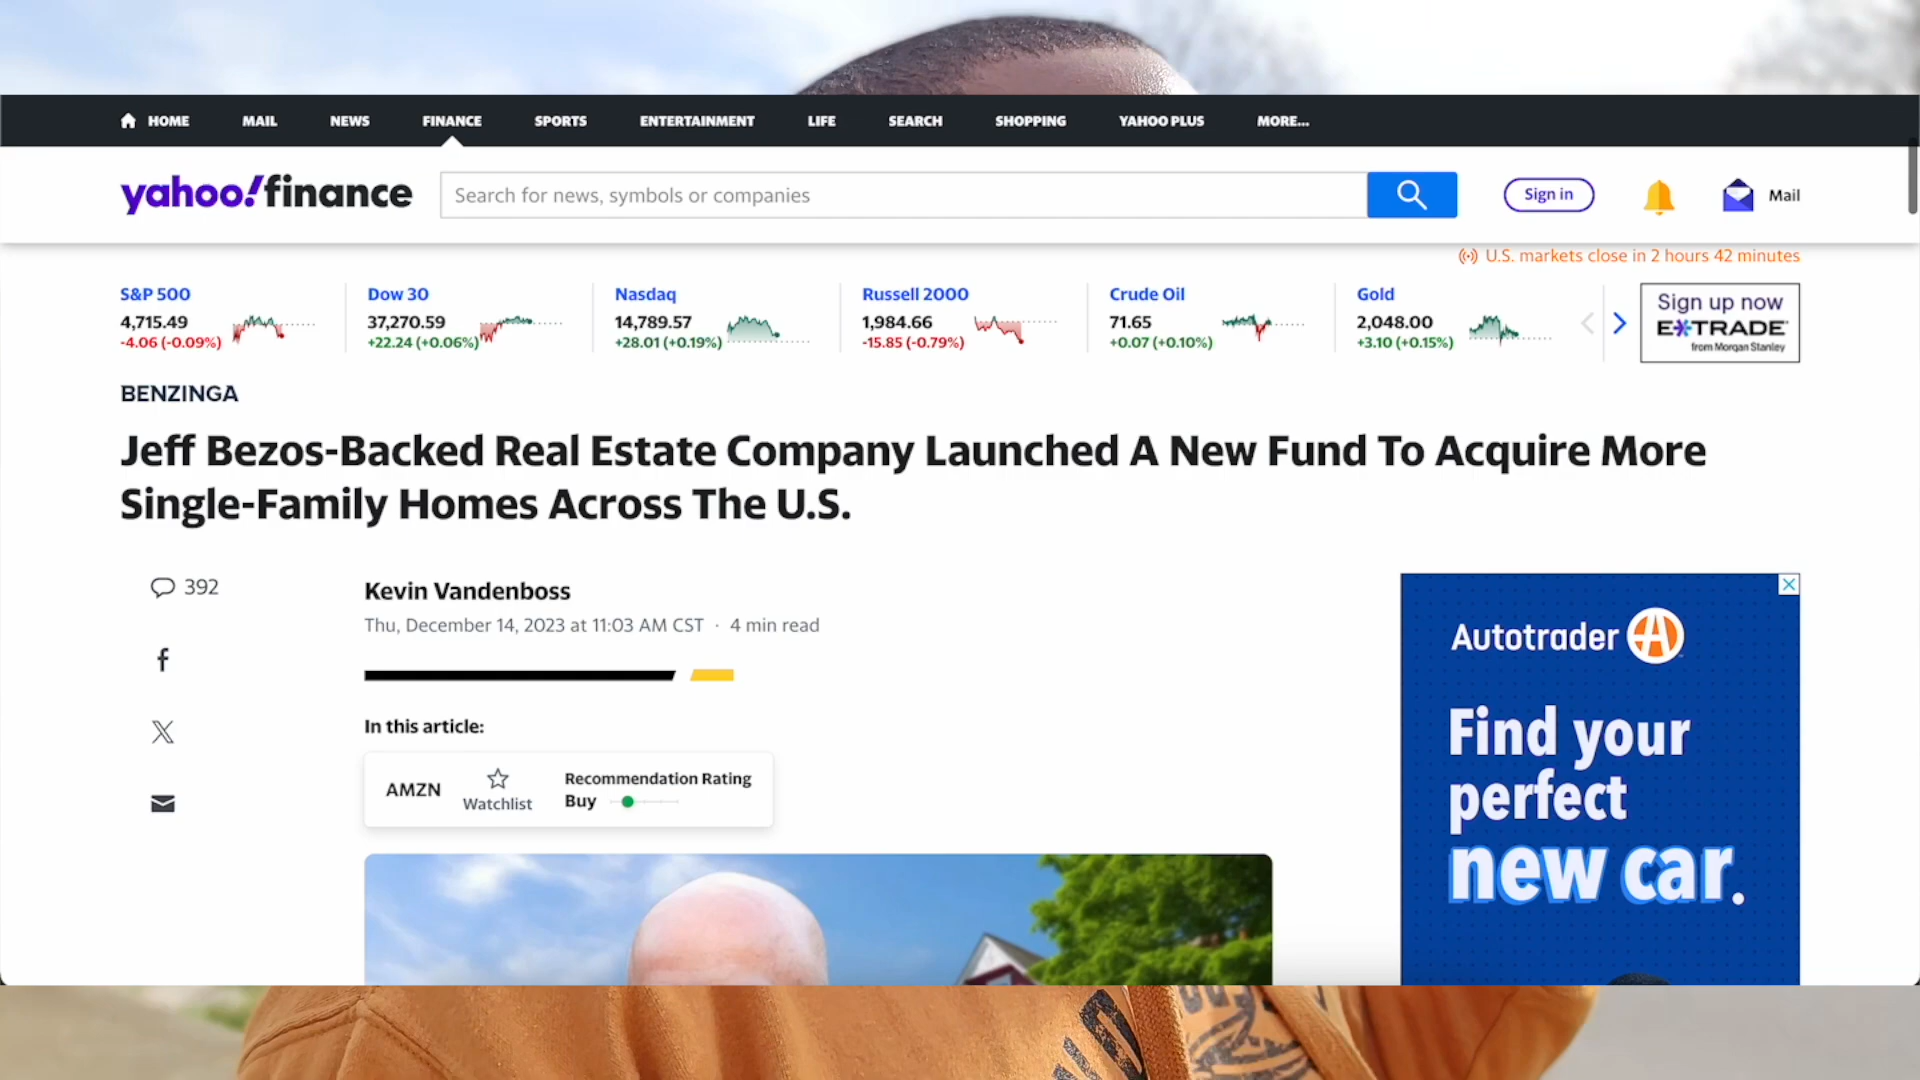 HOME MAIL NEWS FINANCE SPORTS ENTERTAINMENT LIFE SEARCH SHOPPING YAHOO PLUS MORE...
yahoo!finance
Search for news, symbols or companies
Sign in
Mail
U.S. markets close in 2 hours 42 minutes
S&P 500
4,715.49
-4.06 (-0.09%)
Dow 30
37,270.59
+22.24 (+0.06%)
Nasdaq
14,789.57
+28.01 (+0.19%)
Russell 2000
1,984.66
-15.85 (-0.79%)
Crude Oil
71.65
+0.07 (+0.10%)
Gold
2,048.00
+3.10 (+0.15%)
Sign up now
E*TRADE
from Morgan Stanley
BENZINGA
Jeff Bezos-Backed Real Estate Company Launched A New Fund To Acquire More
Single-Family Homes Across The U.S.
392
Kevin Vandenboss
Thu, December 14, 2023 at 11:03 AM CST · 4 min read
In this article:
AMZN
Watchlist
Recommendation Rating
Buy
Autotrader
Find your
perfect
new car.